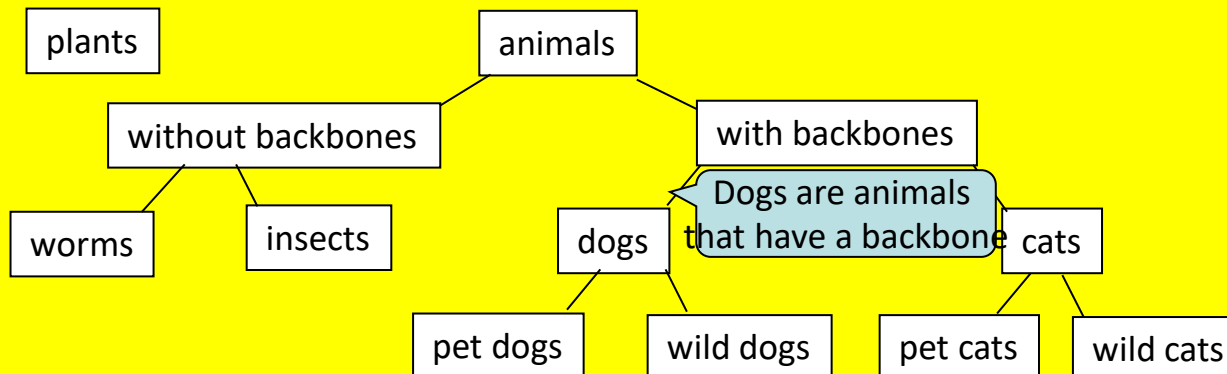 plants
animals
without backbones
with backbones
Dogs are animals
that have a backbone
worms
insects
dogs
cats
pet dogs
wild dogs
pet cats
wild cats